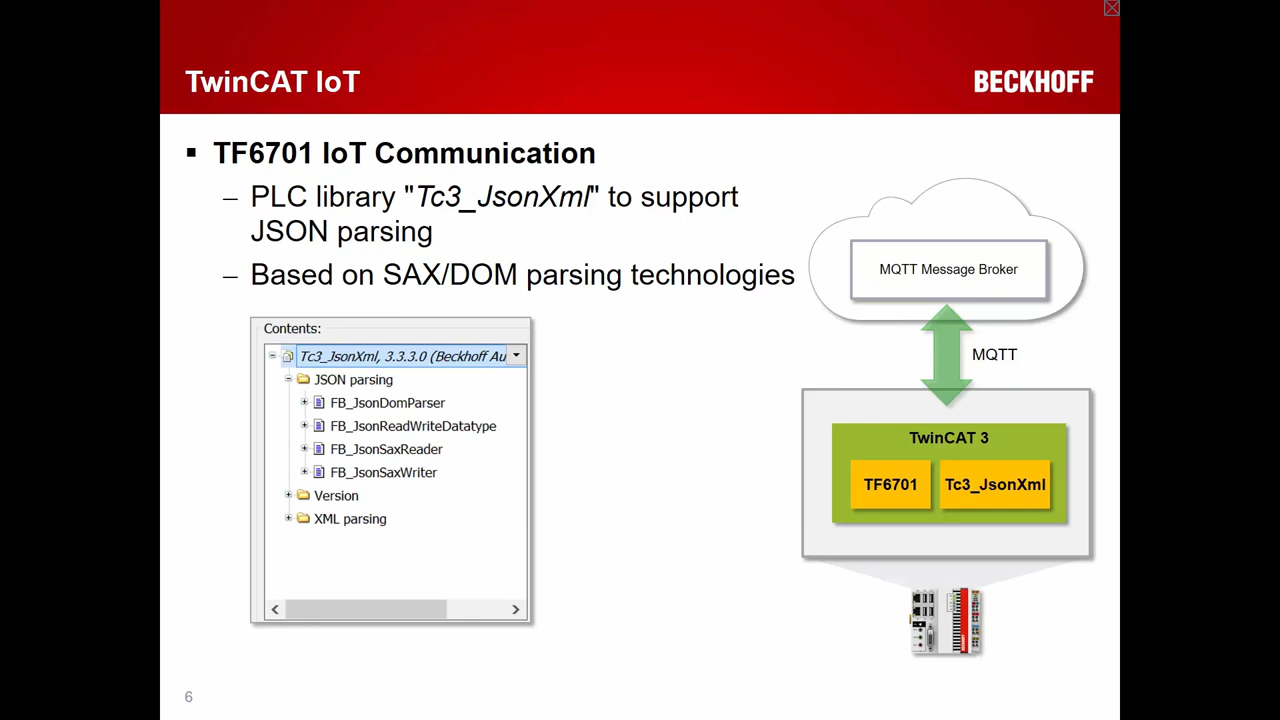 TwinCAT IoT
BECKHOFF
▪ TF6701 IoT Communication
– PLC library "Tc3_JsonXml" to support
JSON parsing
– Based on SAX/DOM parsing technologies
Contents:
Tc3_JsonXml, 3.3.3.0 (Beckhoff Au
JSON parsing
FB_JsonDomParser
FB_JsonReadWriteDatatype
FB_JsonSaxReader
FB_JsonSaxWriter
Version
XML parsing
MQTT Message Broker
MQTT
TwinCAT 3
TF6701
Tc3_JsonXml
6